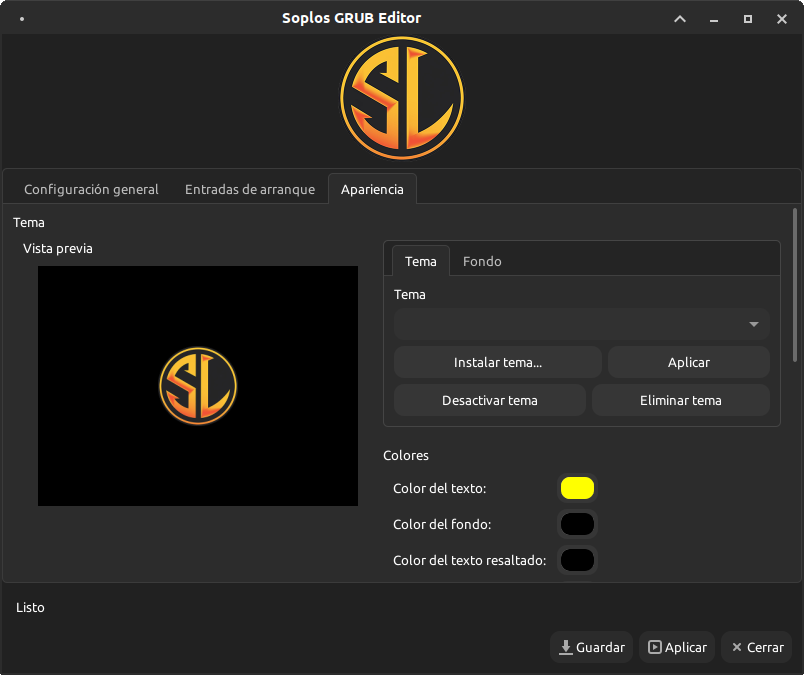 Soplos GRUB Editor
SL
Configuración general Entradas de arranque Apariencia
Tema
Vista previa
SL
Tema Fondo
Tema
Instalar tema... Aplicar
Desactivar tema Eliminar tema
Colores
Color del texto:
Color del fondo:
Color del texto resaltado:
Listo
Guardar Aplicar Cerrar